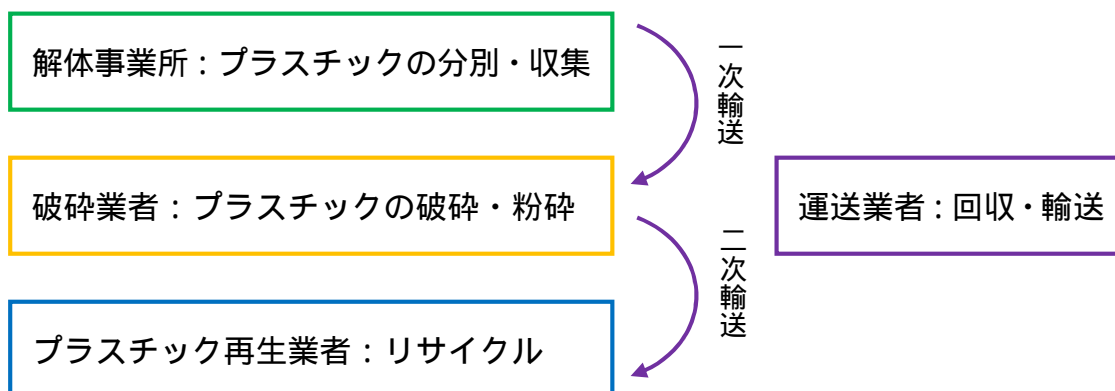 解体事業所：プラスチックの分別・収集
一次輸送
破砕業者：プラスチックの破砕・粉砕
運送業者：回収・輸送
二次輸送
プラスチック再生業者：リサイクル